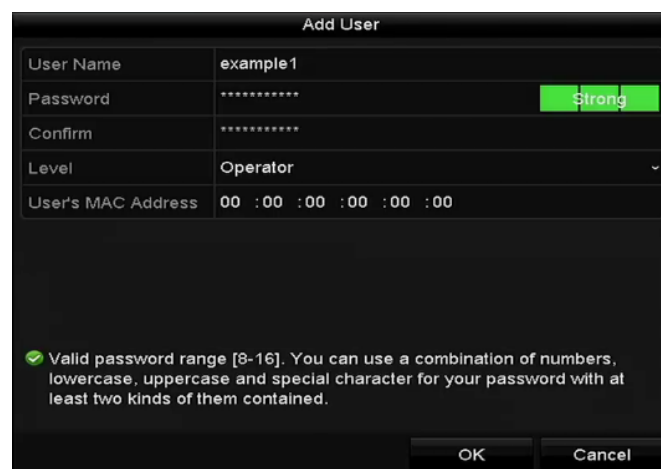 Add User
User Name example1
Password *********** Strong
Confirm ***********
Level Operator
User's MAC Address 00 :00 :00 :00 :00 :00
Valid password range [8-16]. You can use a combination of numbers,
lowercase, uppercase and special character for your password with at
least two kinds of them contained.
OK Cancel